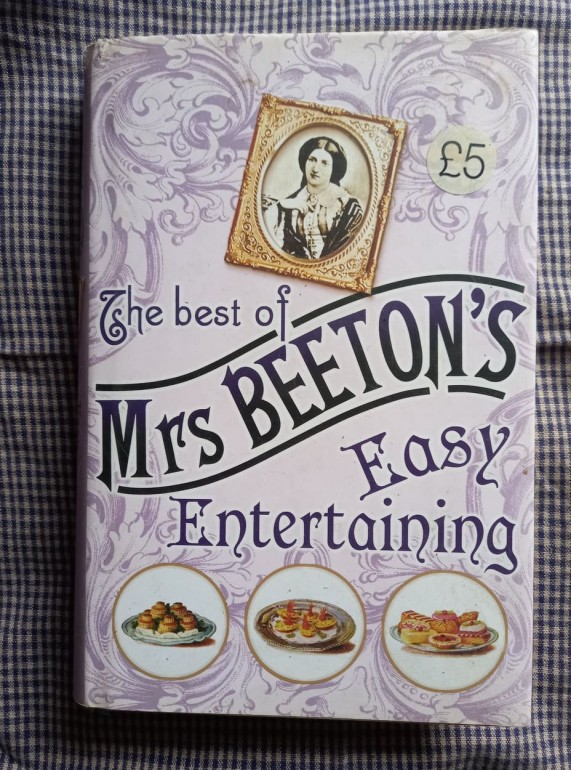 £5
The best of
Mrs BEETON'S
Easy
Entertaining